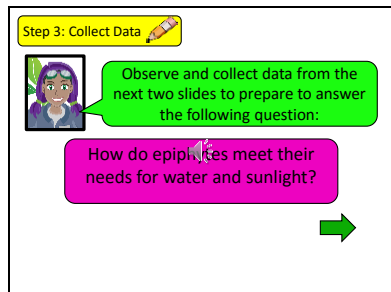 Step 3: Collect Data
Observe and collect data from the
next two slides to prepare to answer
the following question:
How do epiphytes meet their
needs for water and sunlight?